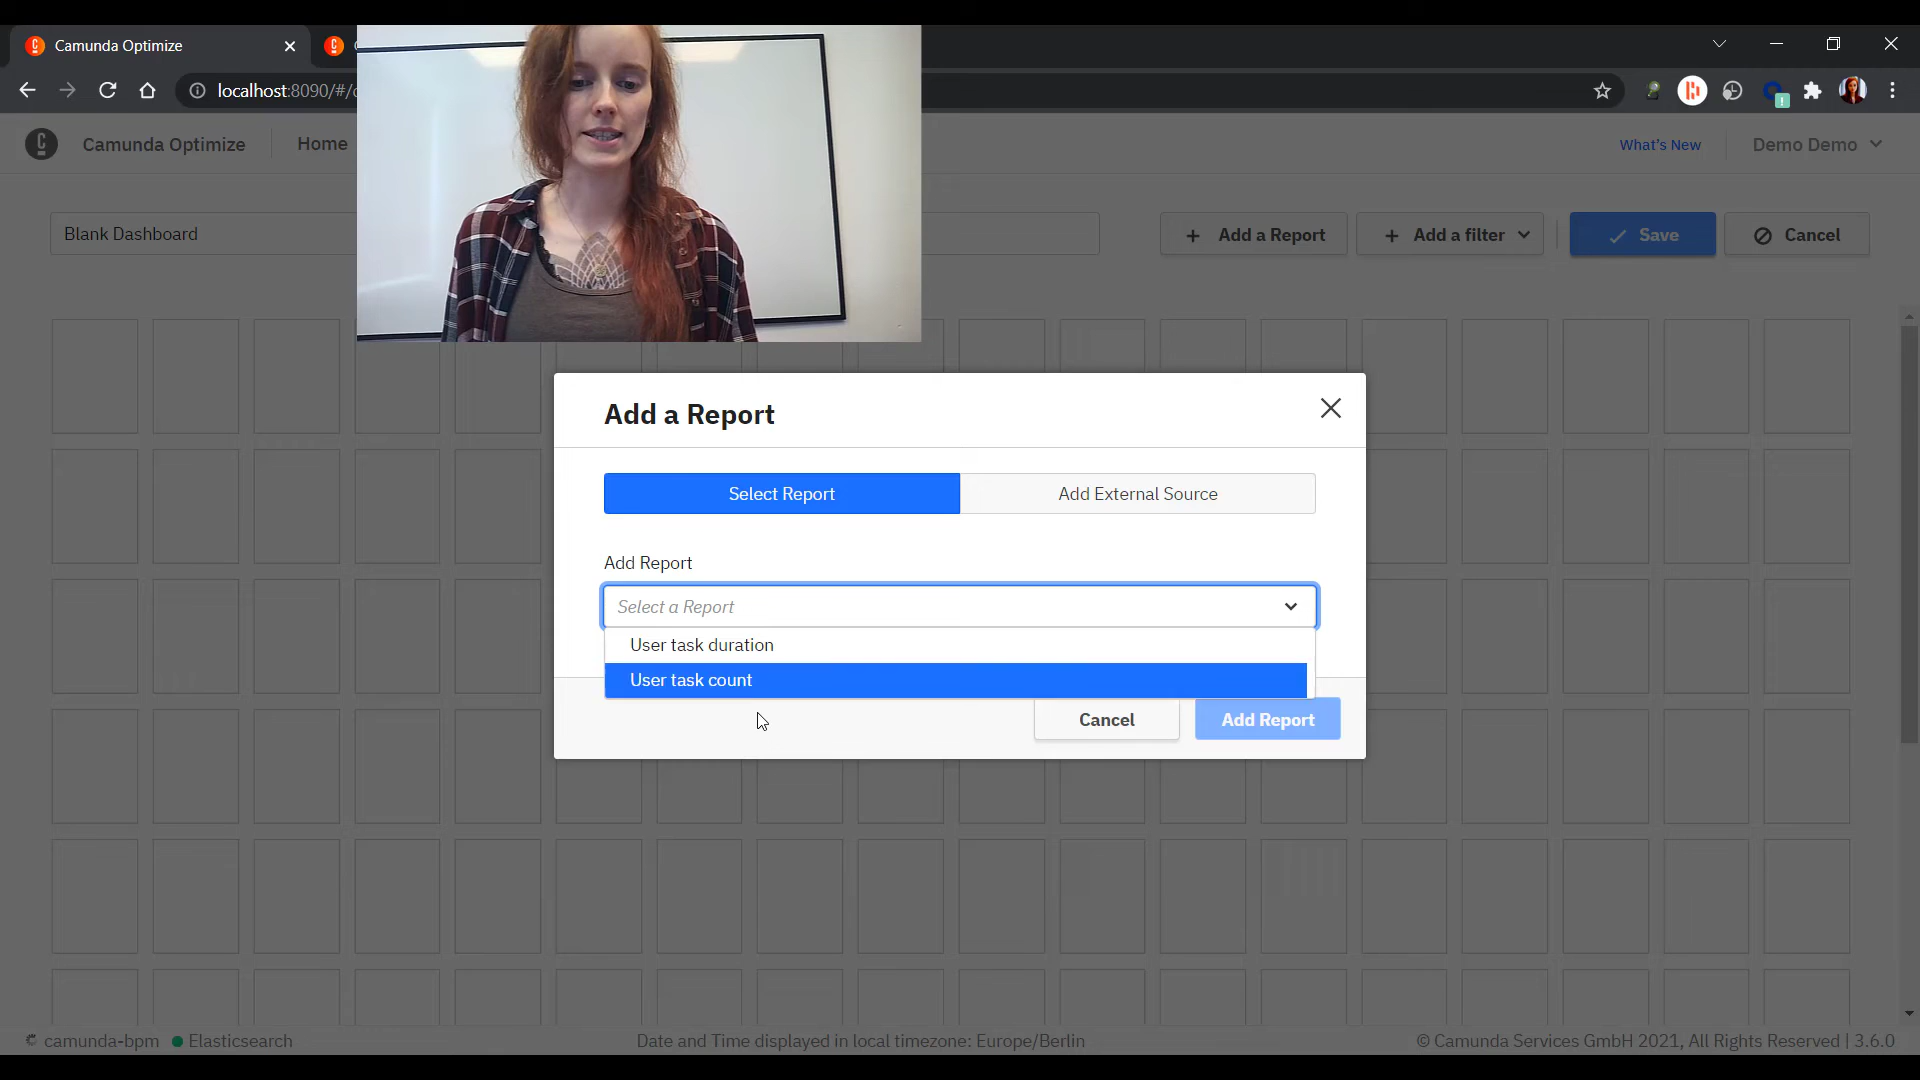 Camunda Optimize
localhost:8090/#/
Camunda Optimize
Home
What's New
Demo Demo
Blank Dashboard
Add a Report
Add a filter
Save
Cancel
Add a Report
Select Report
Add External Source
Add Report
Select a Report
User task duration
User task count
Cancel
Add Report
camunda-bpm
Elasticsearch
Date and Time displayed in local timezone: Europe/Berlin
© Camunda Services GmbH 2021, All Rights Reserved | 3.6.0